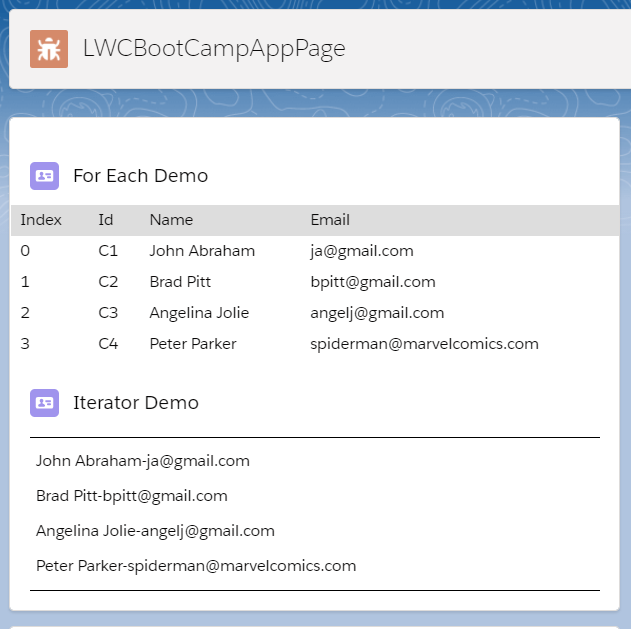 LWCBootCampAppPage
For Each Demo
Index Id Name Email
0 C1 John Abraham ja@gmail.com
1 C2 Brad Pitt bpitt@gmail.com
2 C3 Angelina Jolie angelj@gmail.com
3 C4 Peter Parker spiderman@marvelcomics.com
Iterator Demo
John Abraham-ja@gmail.com
Brad Pitt-bpitt@gmail.com
Angelina Jolie-angelj@gmail.com
Peter Parker-spiderman@marvelcomics.com